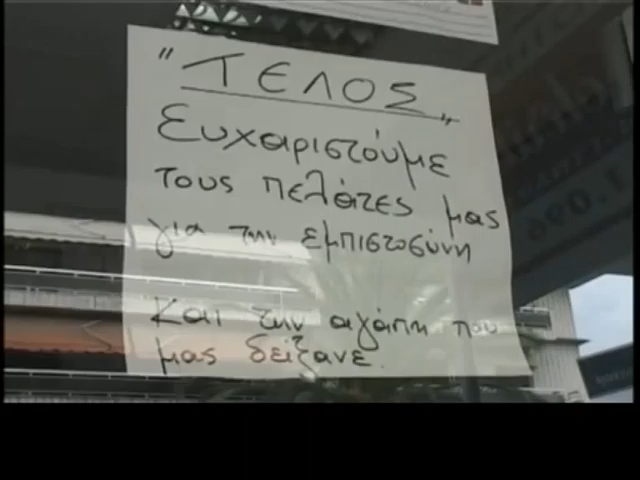 "ΤΕΛΟΣ"
Ευχαριστούμε
τους πελάτες μας
για την εμπιστοσύνη
Και την αγάπη που
μας δείξανε.